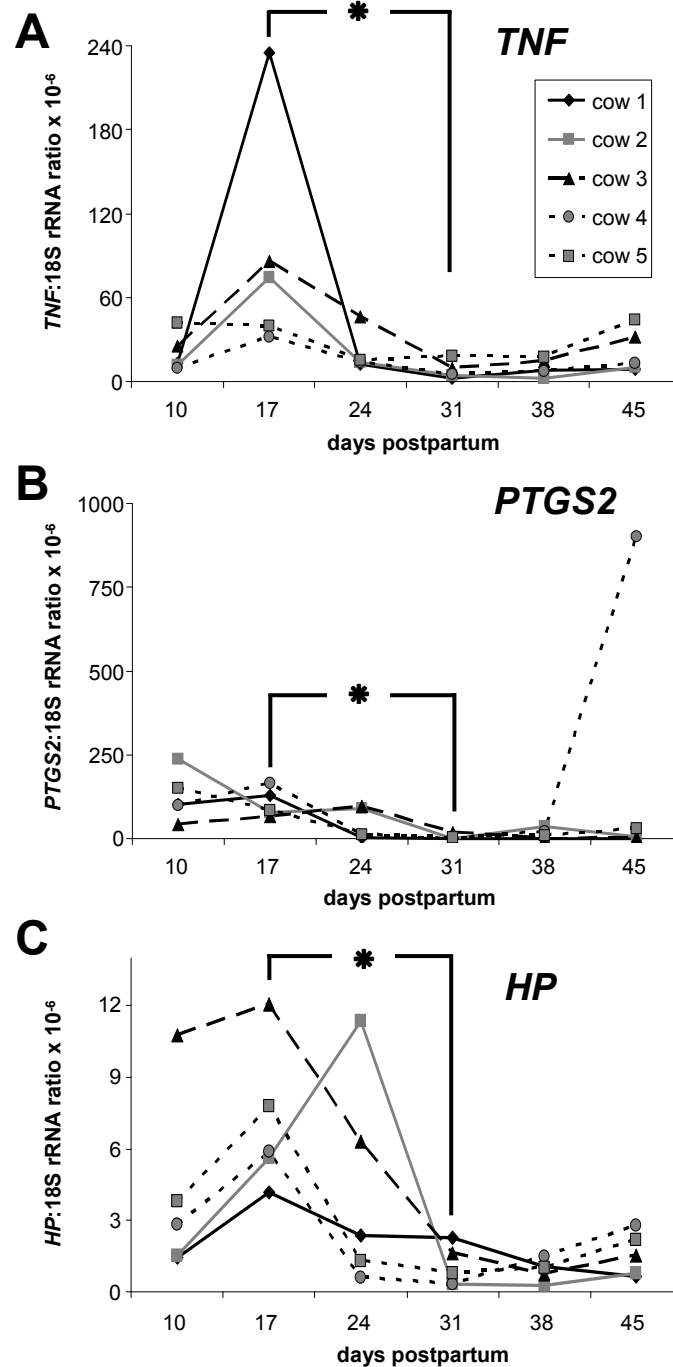 A
TNF
TNF:18S rRNA ratio x 10-6
240
180
120
60
0
cow 1
cow 2
cow 3
cow 4
cow 5
10 17 24 31 38 45
days postpartum
B
PTGS2
PTGS2:18S rRNA ratio x 10-6
1000
750
500
250
0
10 17 24 31 38 45
days postpartum
C
HP
HP:18S rRNA ratio x 10-6
12
9
6
3
0
10 17 24 31 38 45
days postpartum